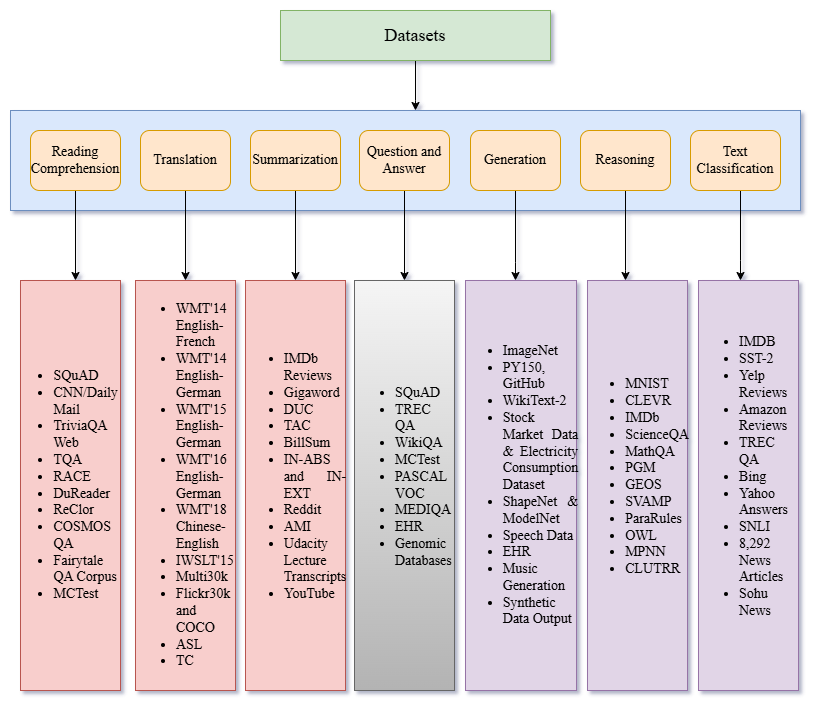 Datasets
Reading
Comprehension
Translation
Summarization
Question and
Answer
Generation
Reasoning
Text
Classification
• SQuAD
• CNN/Daily
Mail
• TriviaQA
Web
• TQA
• RACE
• DuReader
• ReClor
• COSMOS
QA
• Fairytale
QA Corpus
• MCTest
• WMT'14
English-
French
• WMT'14
English-
German
• WMT'15
English-
German
• WMT'16
English-
German
• WMT'18
Chinese-
English
• IWSLT'15
• Multi30k
• Flickr30k
and
COCO
• ASL
• TC
• IMDb
Reviews
• Gigaword
• DUC
• TAC
• BillSum
• IN-ABS
and IN-
EXT
• Reddit
• AMI
• Udacity
Lecture
Transcripts
• YouTube
• SQuAD
• TREC
QA
• WikiQA
• MCTest
• PASCAL
VOC
• MEDIQA
• EHR
• Genomic
Databases
• ImageNet
• PY150,
GitHub
• WikiText-2
• Stock
Market Data
& Electricity
Consumption
Dataset
• ShapeNet &
ModelNet
• Speech Data
• EHR
• Music
Generation
• Synthetic
Data Output
• MNIST
• CLEVR
• IMDb
• ScienceQA
• MathQA
• PGM
• GEOS
• SVAMP
• ParaRules
• OWL
• MPNN
• CLUTRR
• IMDB
• SST-2
• Yelp
Reviews
• Amazon
Reviews
• TREC
QA
• Bing
• Yahoo
Answers
• SNLI
• 8,292
News
Articles
• Sohu
News